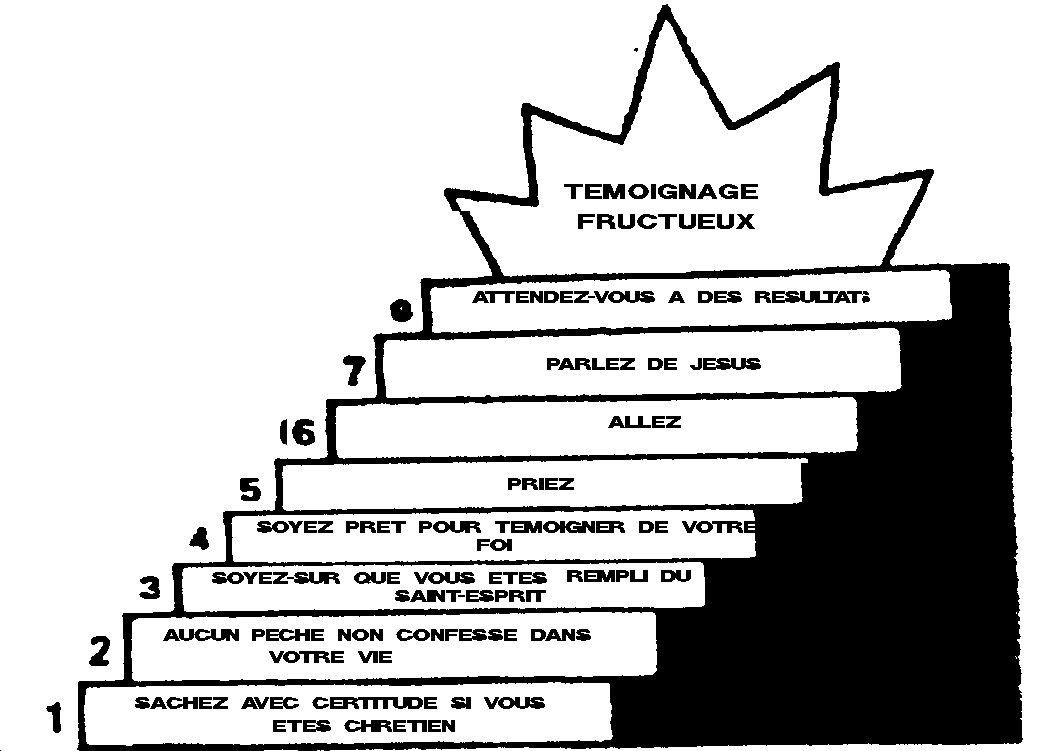 TEMOIGNAGE
FRUCTUEUX
8 ATTENDEZ-VOUS A DES RESULTATS
7 PARLEZ DE JESUS
6 ALLEZ
5 PRIEZ
4 SOYEZ PRET POUR TEMOIGNER DE VOTRE
FOI
3 SOYEZ-SUR QUE VOUS ETES REMPLI DU
SAINT-ESPRIT
2 AUCUN PECHE NON CONFESSE DANS
VOTRE VIE
1 SACHEZ AVEC CERTITUDE SI VOUS
ETES CHRETIEN